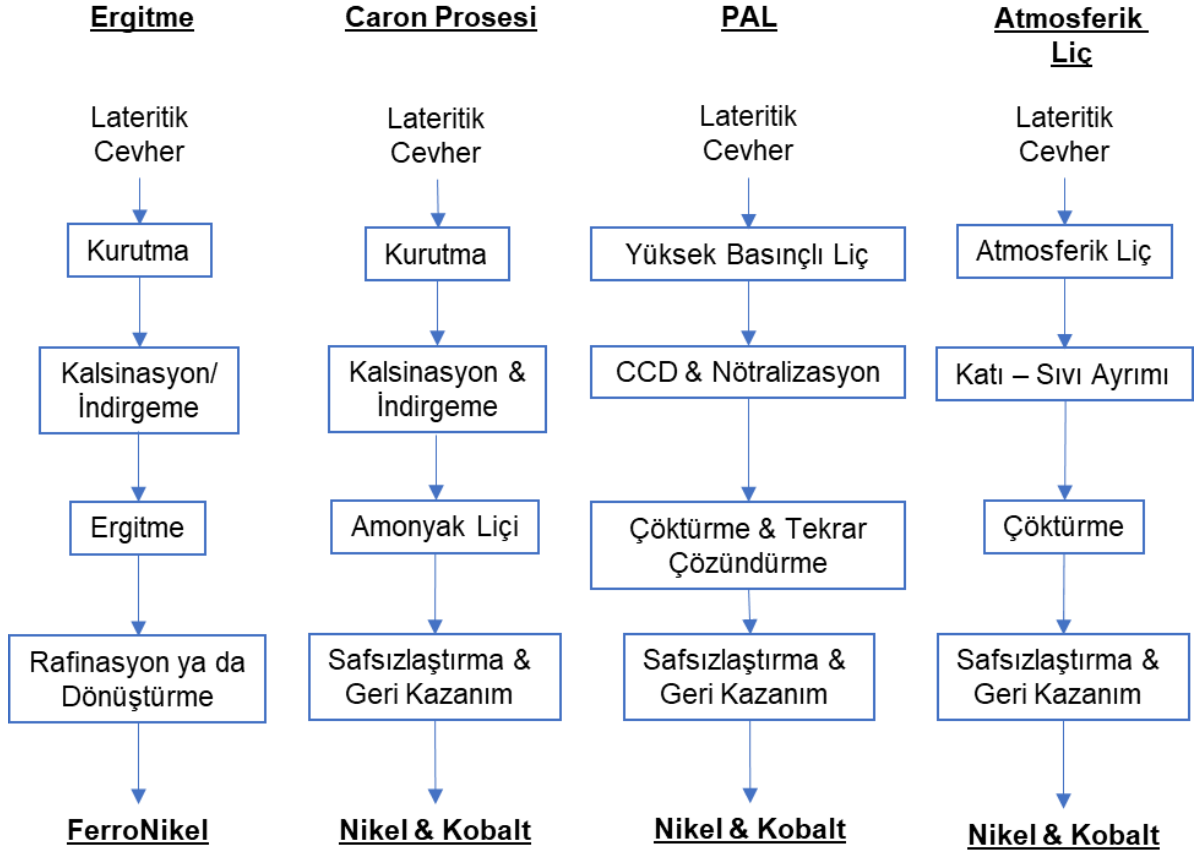 Ergitme
Lateritik
Cevher
Kurutma
Kalsinasyon/
İndirgeme
Ergitme
Rafinasyon ya da
Dönüştürme
FerroNikel
Caron Prosesi
Lateritik
Cevher
Kurutma
Kalsinasyon &
İndirgeme
Amonyak Liçi
Safsızlaştırma &
Geri Kazanım
Nikel & Kobalt
PAL
Lateritik
Cevher
Yüksek Basınçlı Liç
CCD & Nötralizasyon
Çöktürme & Tekrar
Çözündürme
Safsızlaştırma &
Geri Kazanım
Nikel & Kobalt
Atmosferik
Liç
Lateritik
Cevher
Atmosferik Liç
Katı – Sıvı Ayrımı
Çöktürme
Safsızlaştırma &
Geri Kazanım
Nikel & Kobalt